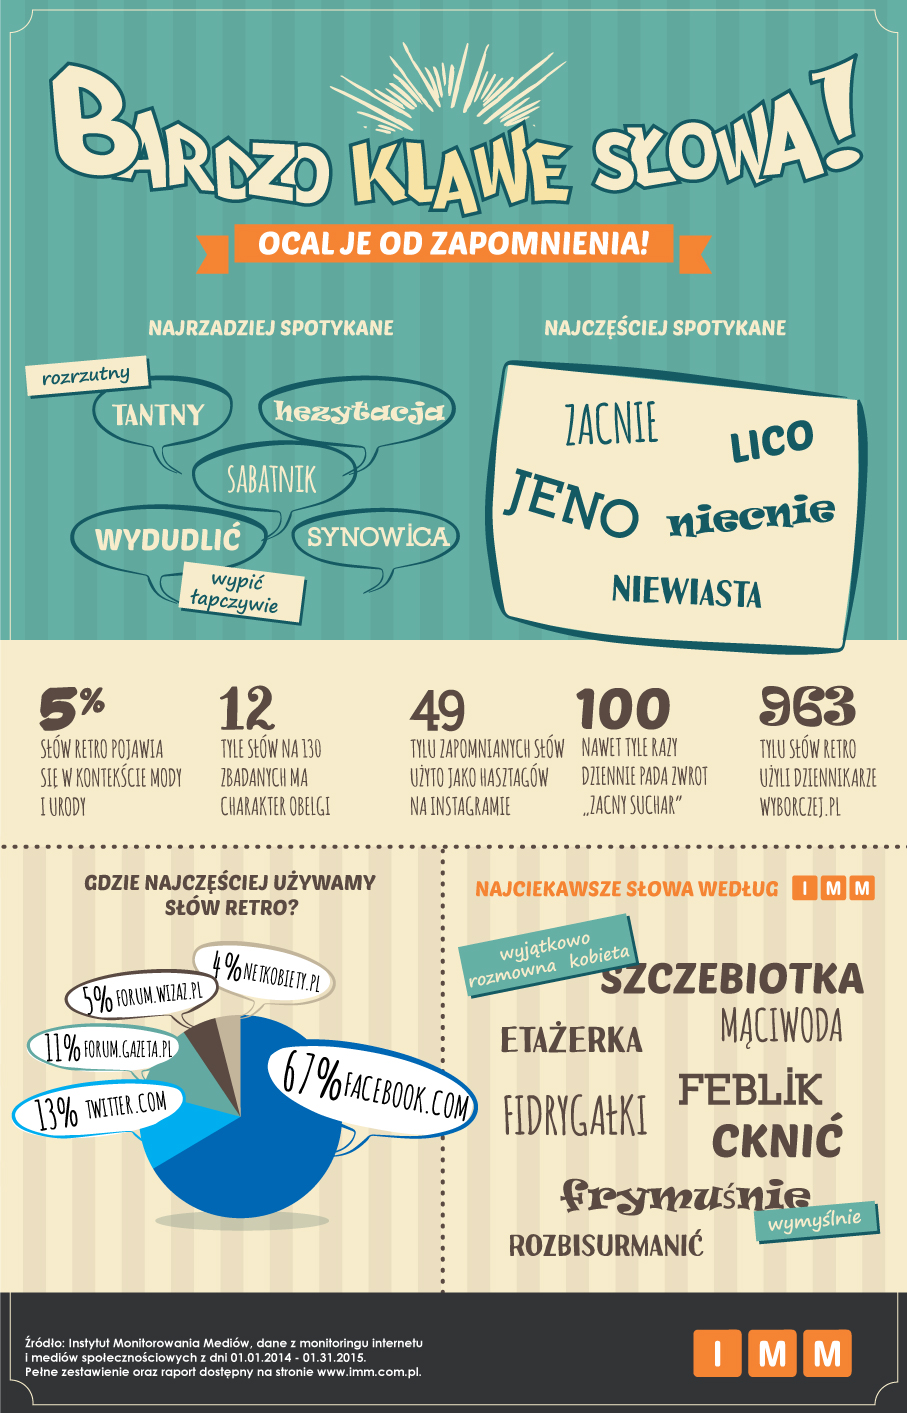 BARDZO KLAWE SŁOWA!
OCAL JE OD ZAPOMNIENIA!
NAJRZADZIEJ SPOTYKANE
rozrzutny
TANTNY
hezytacja
SABATNIK
WYDUDLIĆ
SYNOWICA
wypić
łapczywie
NAJCZĘŚCIEJ SPOTYKANE
ZACNIE
LICO
JENO
niecnie
NIEWIASTA
5%
SŁÓW RETRO POJAWIA
SIĘ W KONTEKŚCIE MODY
I URODY
12
TYLE SŁÓW NA 130
ZBADANYCH MA
CHARAKTER OBELGI
49
TYLU ZAPOMNIANYCH SŁÓW
UŻYTO JAKO HASZTAGÓW
NA INSTAGRAMIE
100
NAWET TYLE RAZY
DZIENNIE PADA ZWROT
„ZACNY SUCHAR”
963
TYLU SŁÓW RETRO
UŻYLI DZIENNIKARZE
WYBORCZEJ.PL
GDZIE NAJCZĘŚCIEJ UŻYWAMY
SŁÓW RETRO?
4% NETKOBIETY.PL
5% FORUM.WIZAZ.PL
11% FORUM.GAZETA.PL
13% TWITTER.COM
67% FACEBOOK.COM
NAJCIEKAWSZE SŁOWA WEDŁUG IMM
wyjątkowo
rozmowna kobieta
SZCZEBIOTKA
ETAŻERKA
MĄCIWODA
FEBLIK
FIDRYGAŁKI
CKNIĆ
frymuśnie
wymyślnie
ROZBISURMANIĆ
Źródło: Instytut Monitorowania Mediów, dane z monitoringu internetu
i mediów społecznościowych z dni 01.01.2014 - 01.31.2015.
Pełne zestawienie oraz raport dostępny na stronie www.imm.com.pl.
IMM